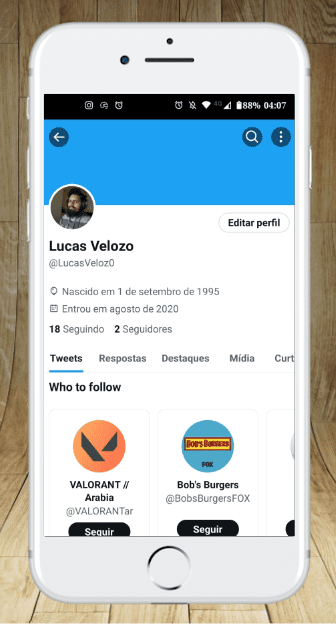 4G 88% 04:07
Editar perfil
Lucas Velozo
@LucasVeloz0
Nascido em 1 de setembro de 1995
Entrou em agosto de 2020
18 Seguindo 2 Seguidores
Tweets Respostas Destaques Mídia Curt
Who to follow
VALORANT //
Arabia
@VALORANTar
Seguir
BOB'S BURGERS
FOX
Bob's Burgers
@BobsBurgersFOX
Seguir